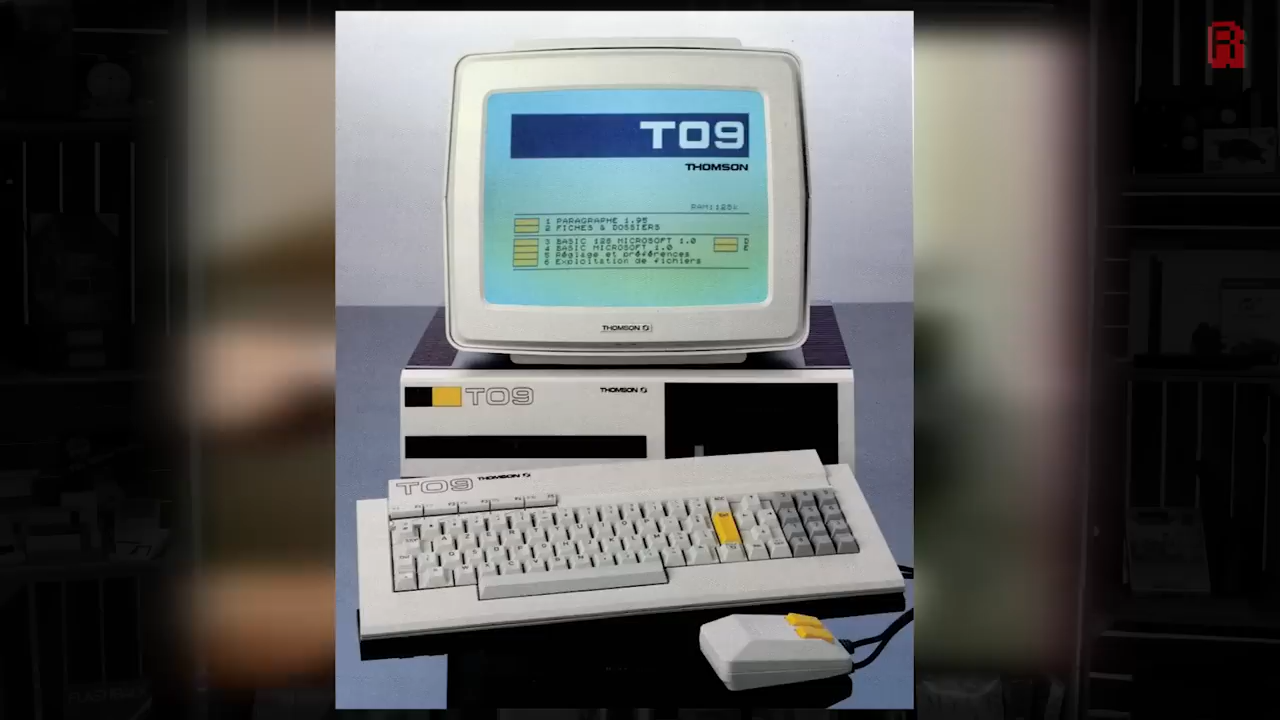 TO9
THOMSON
RAM:128K
1 PARAGRAPHE 1.95
2 FICHES & DOSSIERS
3 BASIC 128 MICROSOFT 1.0
4 BASIC MICROSOFT 1.0
5 Réglage et préférences
6 Exploitation de fichiers
D
E
THOMSON
TO9
THOMSON
TO9 THOMSON